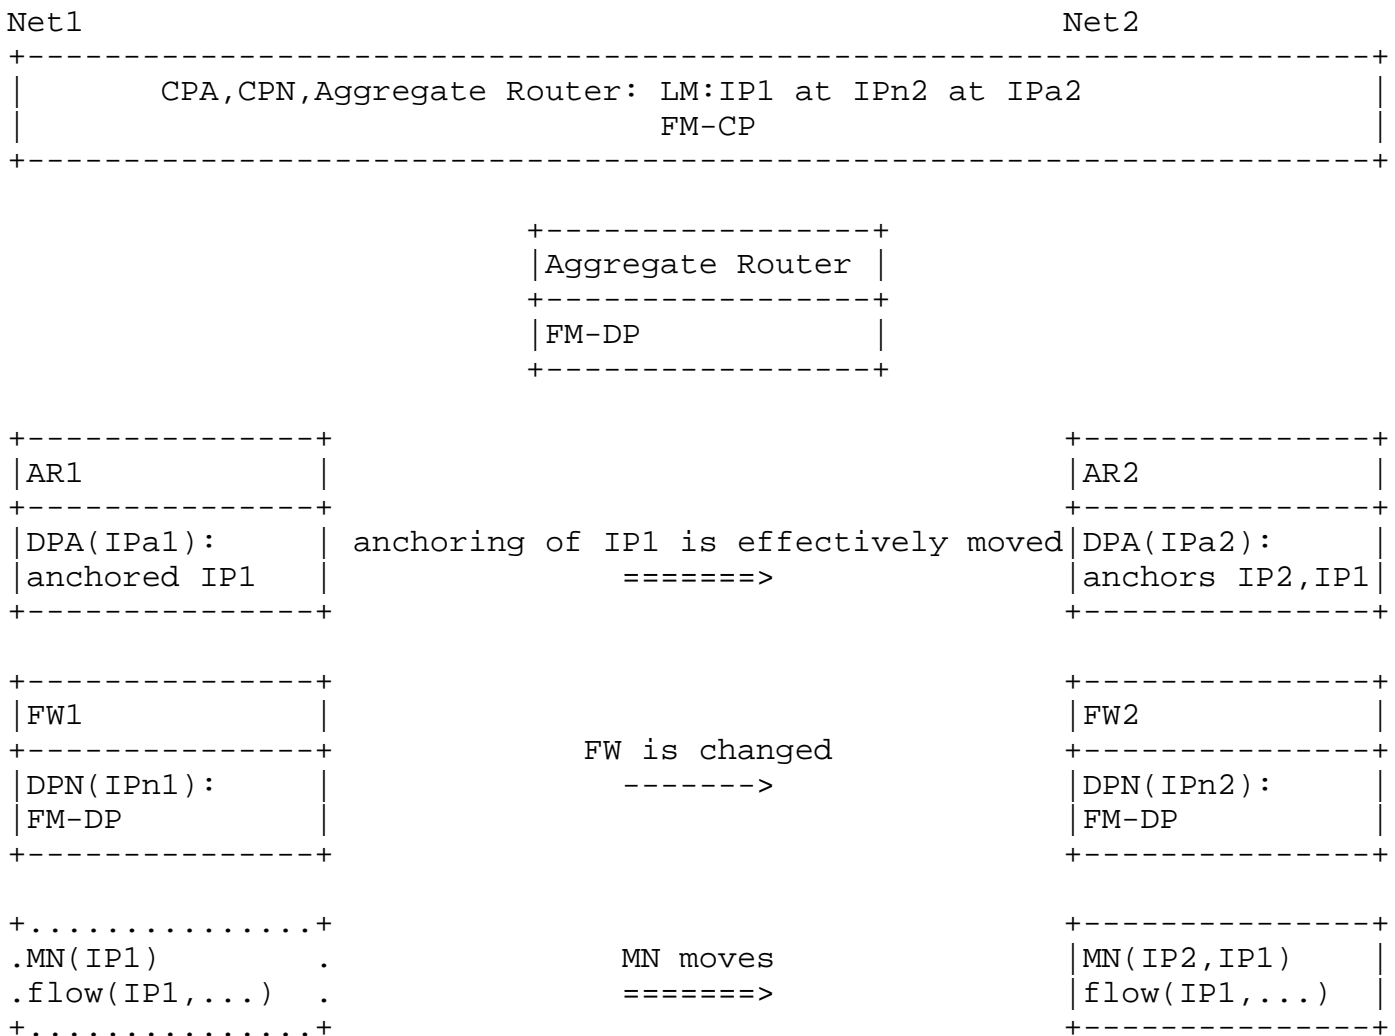 Net1 Net2
CPA,CPN,Aggregate Router: LM:IP1 at IPn2 at IPa2
FM-CP
Aggregate Router
FM-DP
AR1 AR2
DPA(IPa1): anchoring of IP1 is effectively moved DPA(IPa2):
anchored IP1 =======> anchors IP2,IP1
FW1 FW2
FW is changed
DPN(IPn1): -------> DPN(IPn2):
FM-DP FM-DP
MN(IP1) MN moves MN(IP2,IP1)
flow(IP1,...) =======> flow(IP1,...)